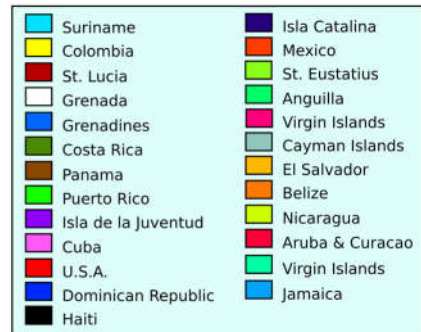 Suriname
Colombia
St. Lucia
Grenada
Grenadines
Costa Rica
Panama
Puerto Rico
Isla de la Juventud
Cuba
U.S.A.
Dominican Republic
Haiti
Isla Catalina
Mexico
St. Eustatius
Anguilla
Virgin Islands
Cayman Islands
El Salvador
Belize
Nicaragua
Aruba & Curacao
Virgin Islands
Jamaica